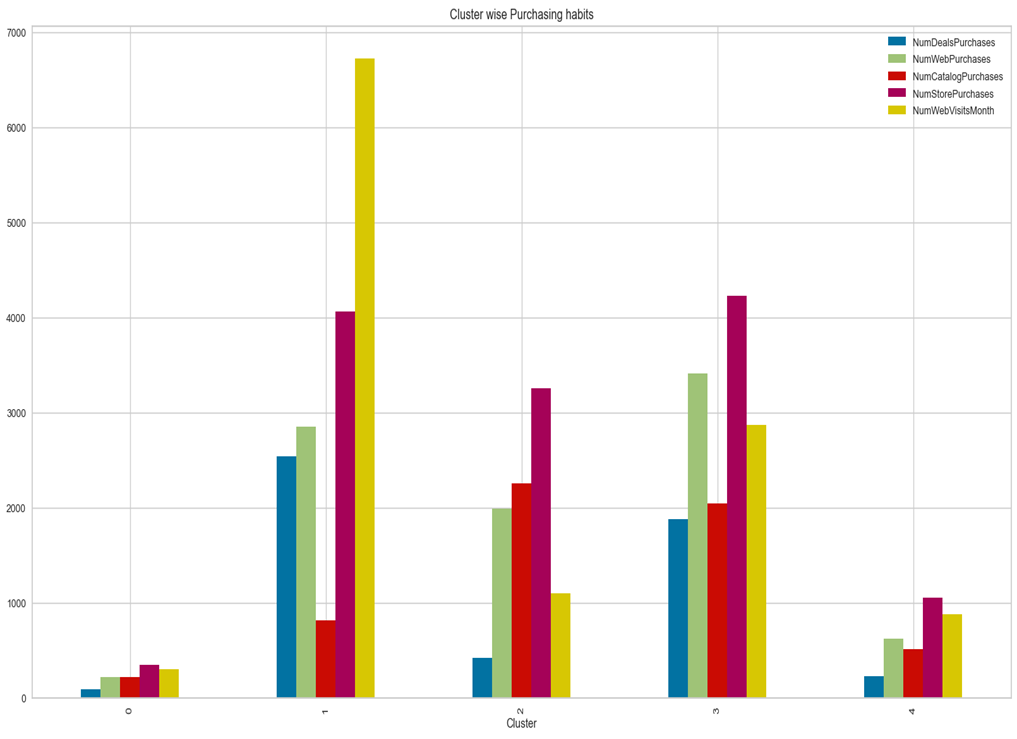 Cluster wise Purchasing habits
7000
6000
5000
4000
3000
2000
1000
0
NumDealsPurchases
NumWebPurchases
NumCatalogPurchases
NumStorePurchases
NumWebVisitsMonth
0
1
2
3
4
Cluster